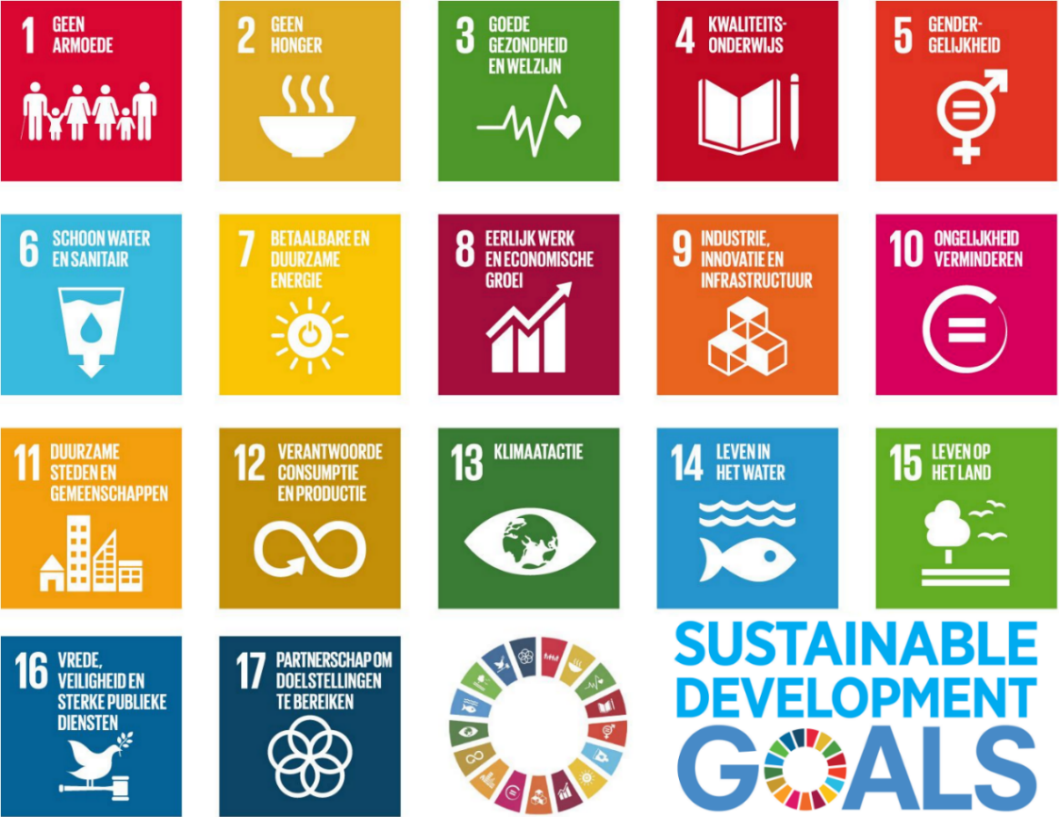 1 GEEN
ARMOEDE
2 GEEN
HONGER
3 GOEDE
GEZONDHEID
EN WELZIJN
4 KWALITEITS-
ONDERWIJS
5 GENDER-
GELIJKHEID
6 SCHOON WATER
EN SANITAIR
7 BETAALBARE EN
DUURZAME
ENERGIE
8 EERLIJK WERK
EN ECONOMISCHE
GROEI
9 INDUSTRIE,
INNOVATIE EN
INFRASTRUCTUUR
10 ONGELIJKHEID
VERMINDEREN
11 DUURZAME
STEDEN EN
GEMEENSCHAPPEN
12 VERANTWOORDE
CONSUMPTIE
EN PRODUCTIE
13 KLIMAATACTIE
14 LEVEN IN
HET WATER
15 LEVEN OP
HET LAND
16 VREDE,
VEILIGHEID EN
STERKE PUBLIEKE
DIENSTEN
17 PARTNERSCHAP OM
DOELSTELLINGEN
TE BEREIKEN
SUSTAINABLE
DEVELOPMENT
GOALS